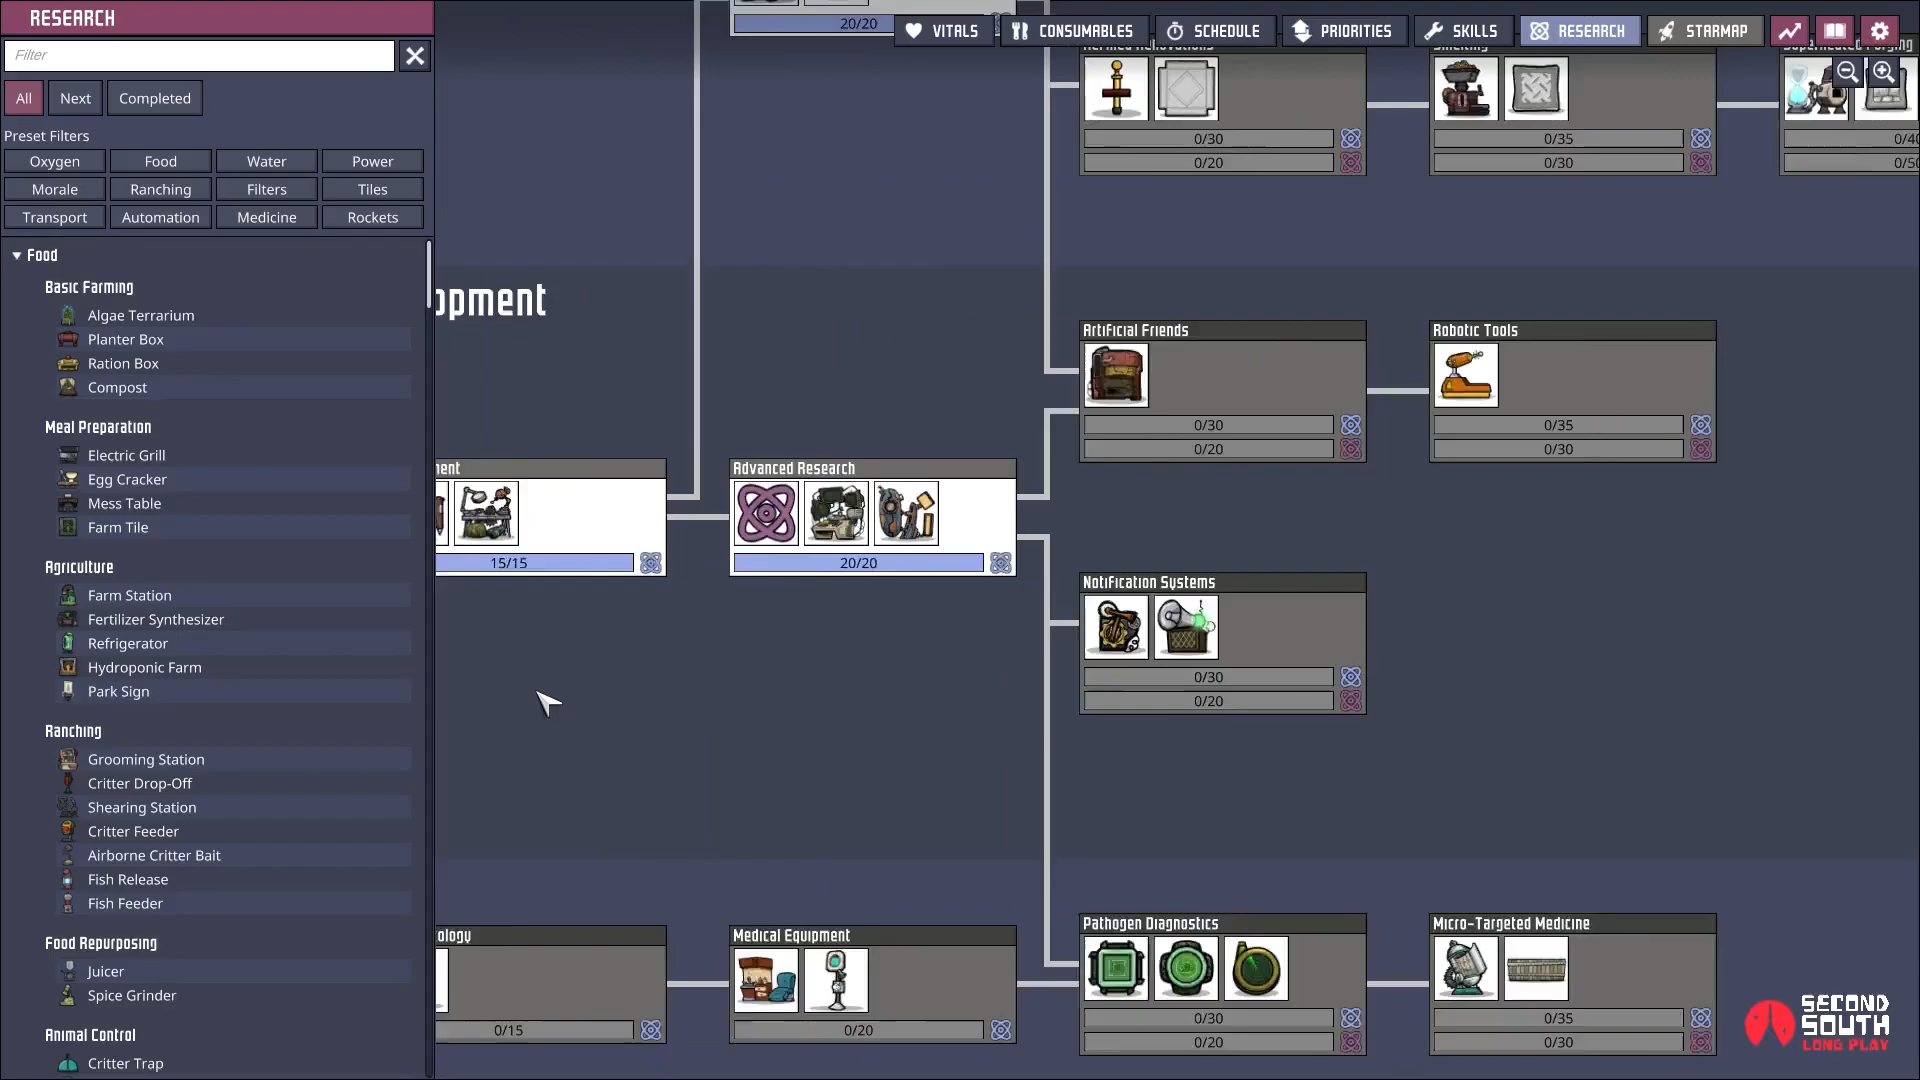 RESEARCH
Filter
All Next Completed
Preset Filters
Oxygen Food Water Power
Morale Ranching Filters Tiles
Transport Automation Medicine Rockets
Food
Basic Farming
Algae Terrarium
Planter Box
Ration Box
Compost
Meal Preparation
Electric Grill
Egg Cracker
Mess Table
Farm Tile
Agriculture
Farm Station
Fertilizer Synthesizer
Refrigerator
Hydroponic Farm
Park Sign
Ranching
Grooming Station
Critter Drop-Off
Shearing Station
Critter Feeder
Airborne Critter Bait
Fish Release
Fish Feeder
Food Repurposing
Juicer
Spice Grinder
Animal Control
Critter Trap
VITALS CONSUMABLES SCHEDULE PRIORITIES SKILLS RESEARCH STARMAP
20/20
0/30
0/20
0/35
0/30
0/40
0/50
opment
Artificial Friends
0/30
0/20
Robotic Tools
0/35
0/30
ment
15/15
Advanced Research
20/20
Notification Systems
0/30
0/20
ology
0/15
Medical Equipment
0/20
Pathogen Diagnostics
0/30
0/20
Micro-Targeted Medicine
0/35
0/30
SECOND
SOUTH
LONG PLAY